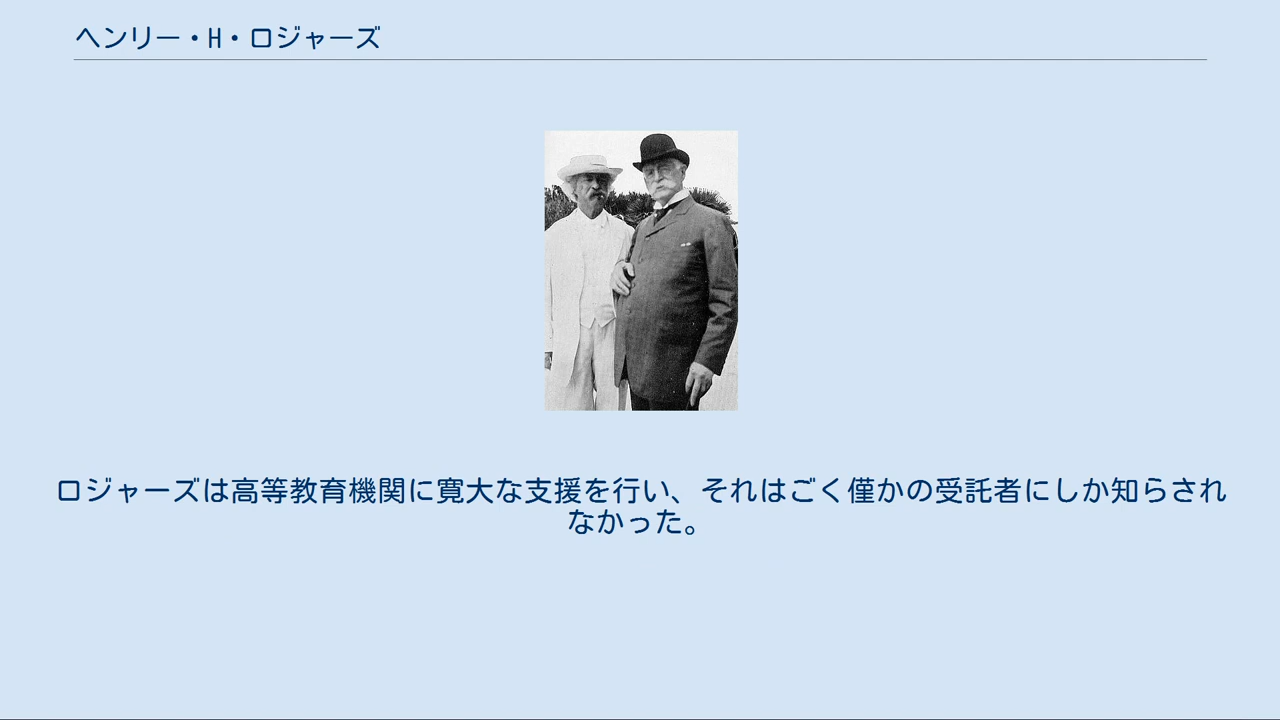 ヘンリー・H・ロジャーズ
ロジャーズは高等教育機関に寛大な支援を行い、それはごく僅かの受託者にしか知らされ
なかった。